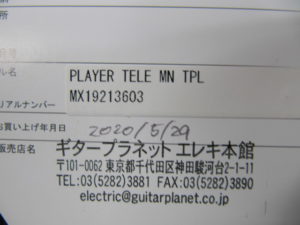 所
ル名 PLAYER TELE MN TPL
リアルナンバー MX19213603
お買い上げ年月日 2020/5/29
販売店名 ギタープラネット エレキ本館
〒101-0062 東京都千代田区神田駿河台2-1-11
TEL:03(5282)3881 FAX:03(5282)3890
electric@guitarplanet.co.jp